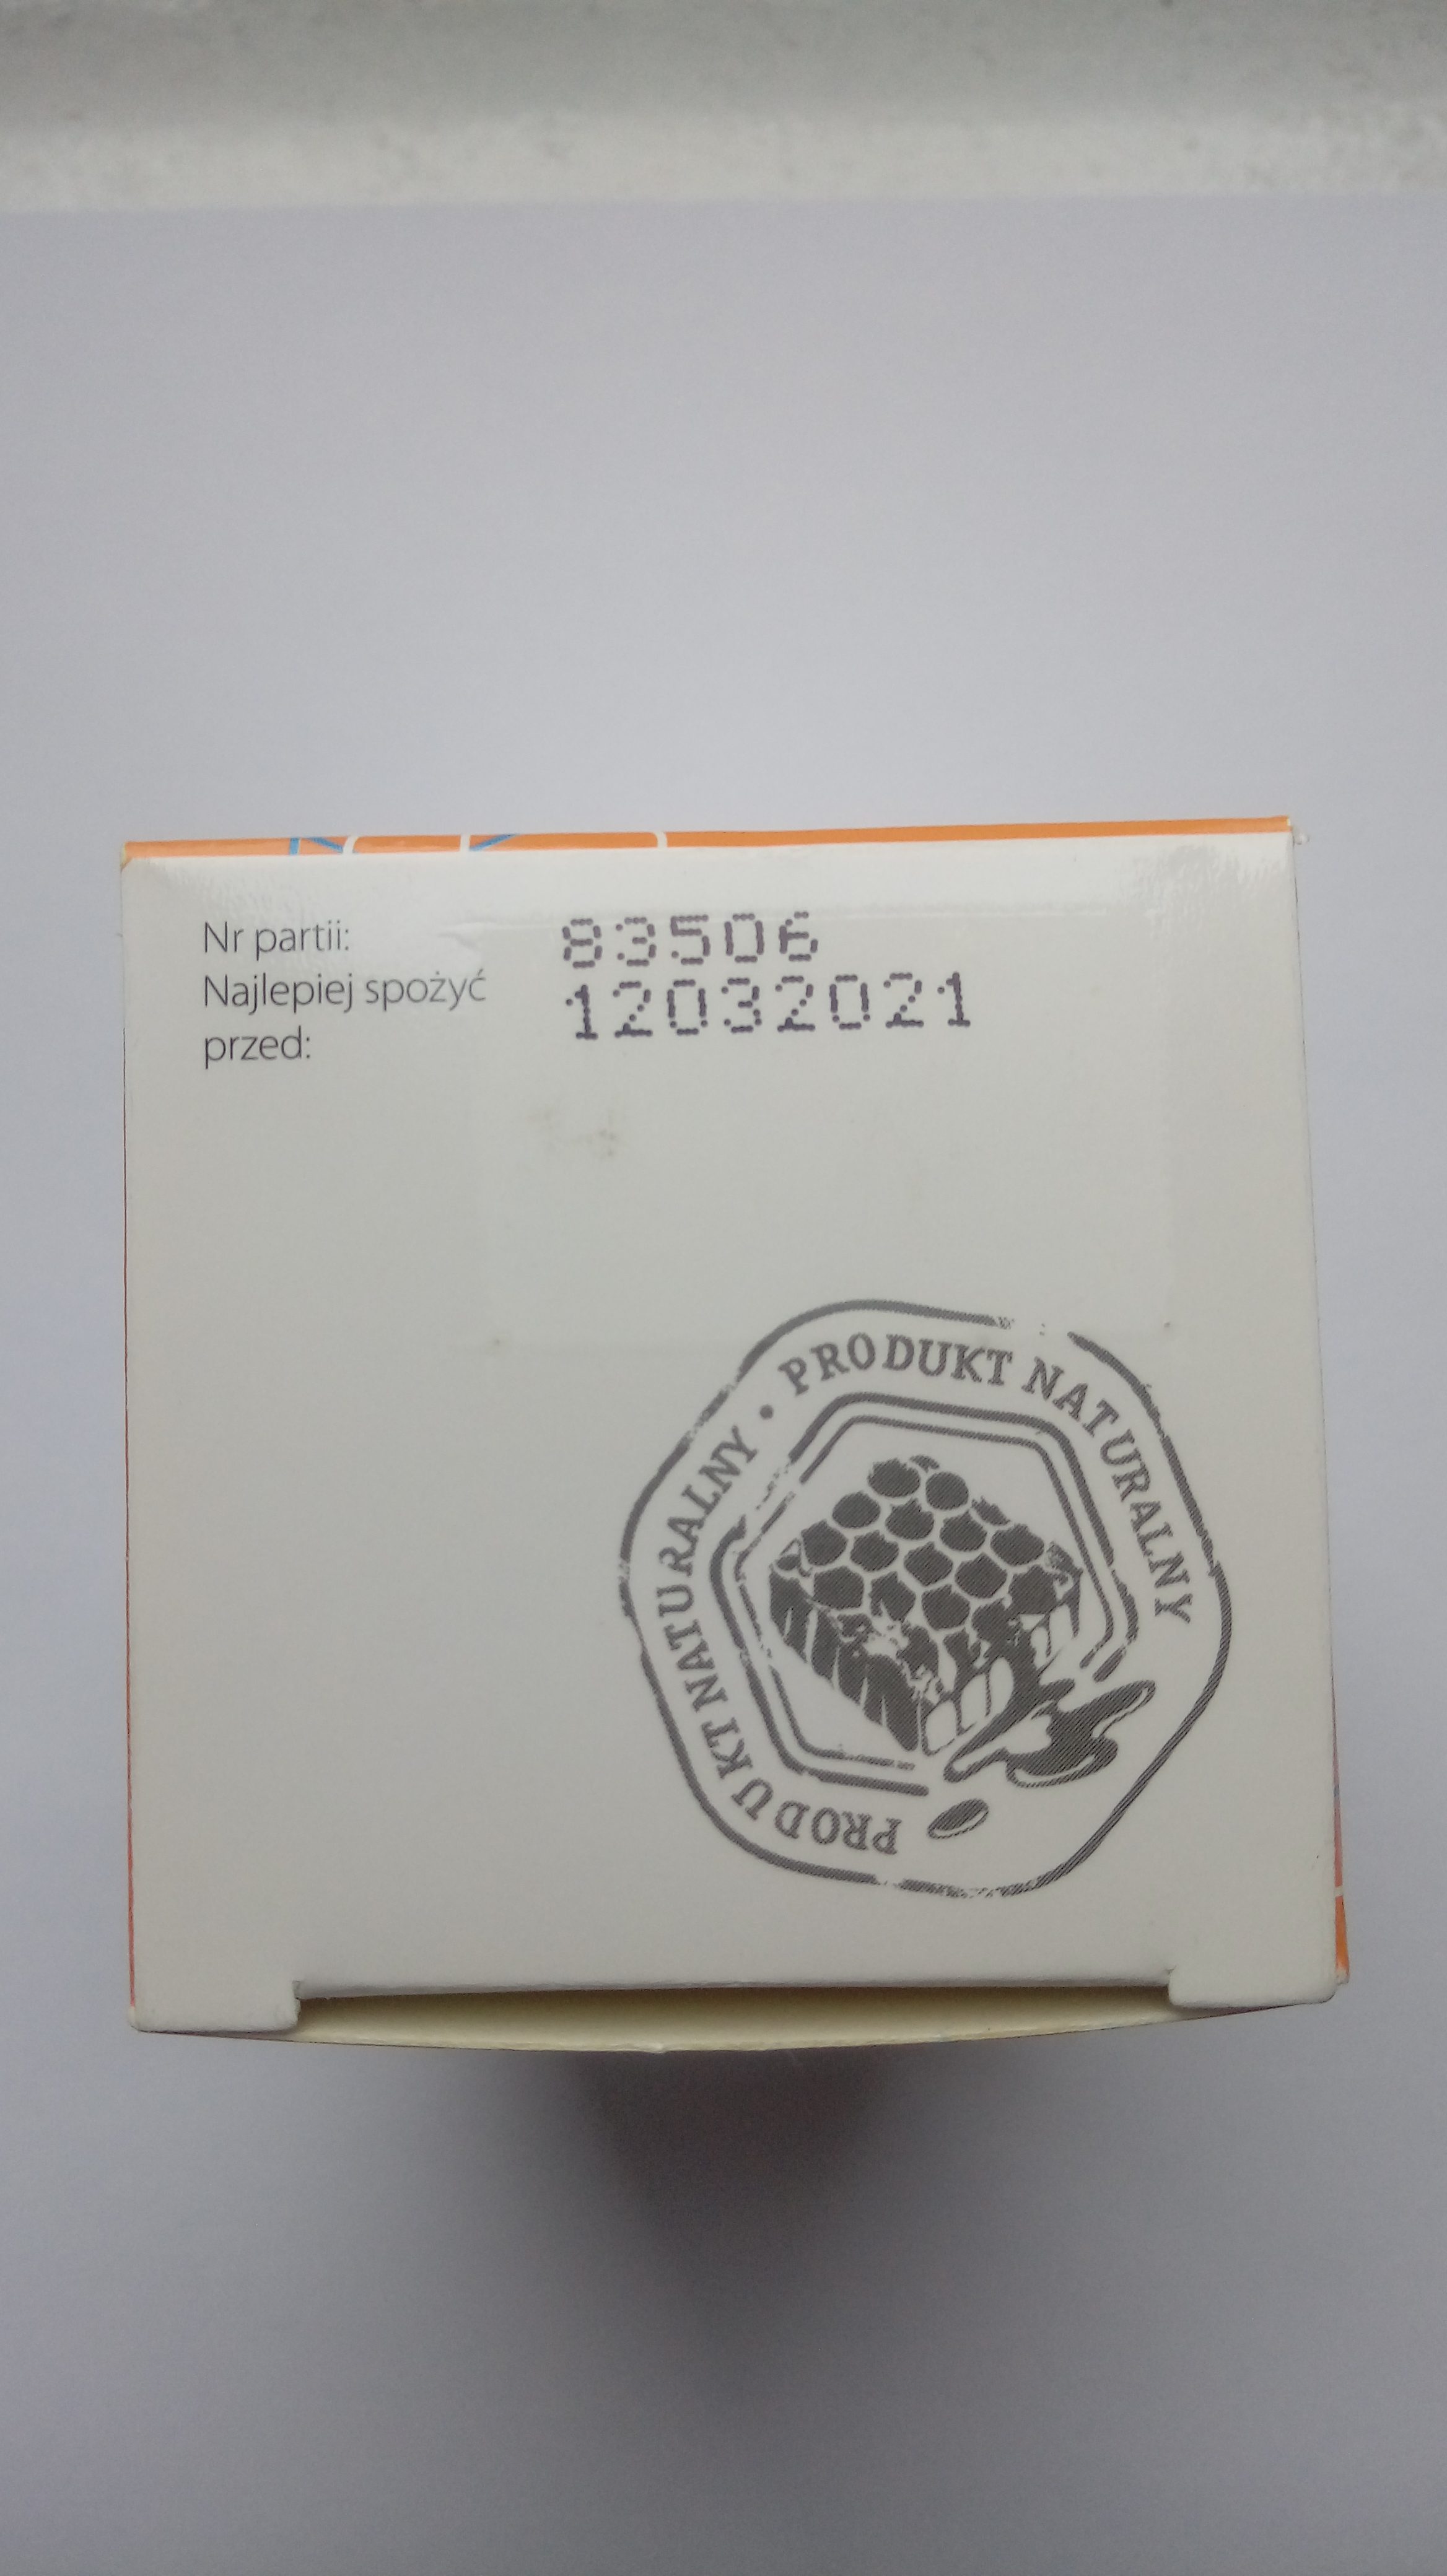 Nr partii: 83506
Najlepiej spożyć 12032021
przed:
PRODUKT NATURALNY • PRODUKT NATURALNY